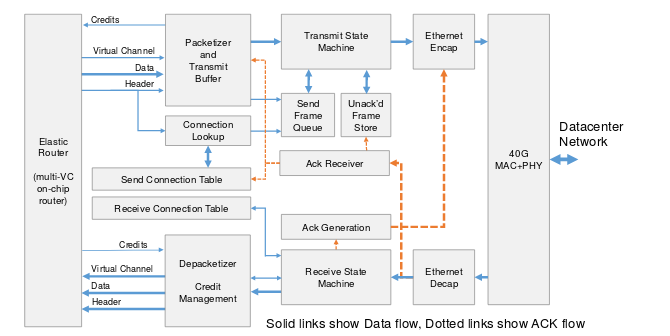 Credits
Virtual Channel
Data
Header
Packetizer
and
Transmit
Buffer
Transmit State
Machine
Ethernet
Encap
Send
Frame
Queue
Unack'd
Frame
Store
Connection
Lookup
Ack Receiver
Send Connection Table
Elastic
Router
(multi-VC
on-chip
router)
40G
MAC+PHY
Datacenter
Network
Receive Connection Table
Ack Generation
Credits
Virtual Channel
Data
Header
Depacketizer
Credit
Management
Receive State
Machine
Ethernet
Decap
Solid links show Data flow, Dotted links show ACK flow